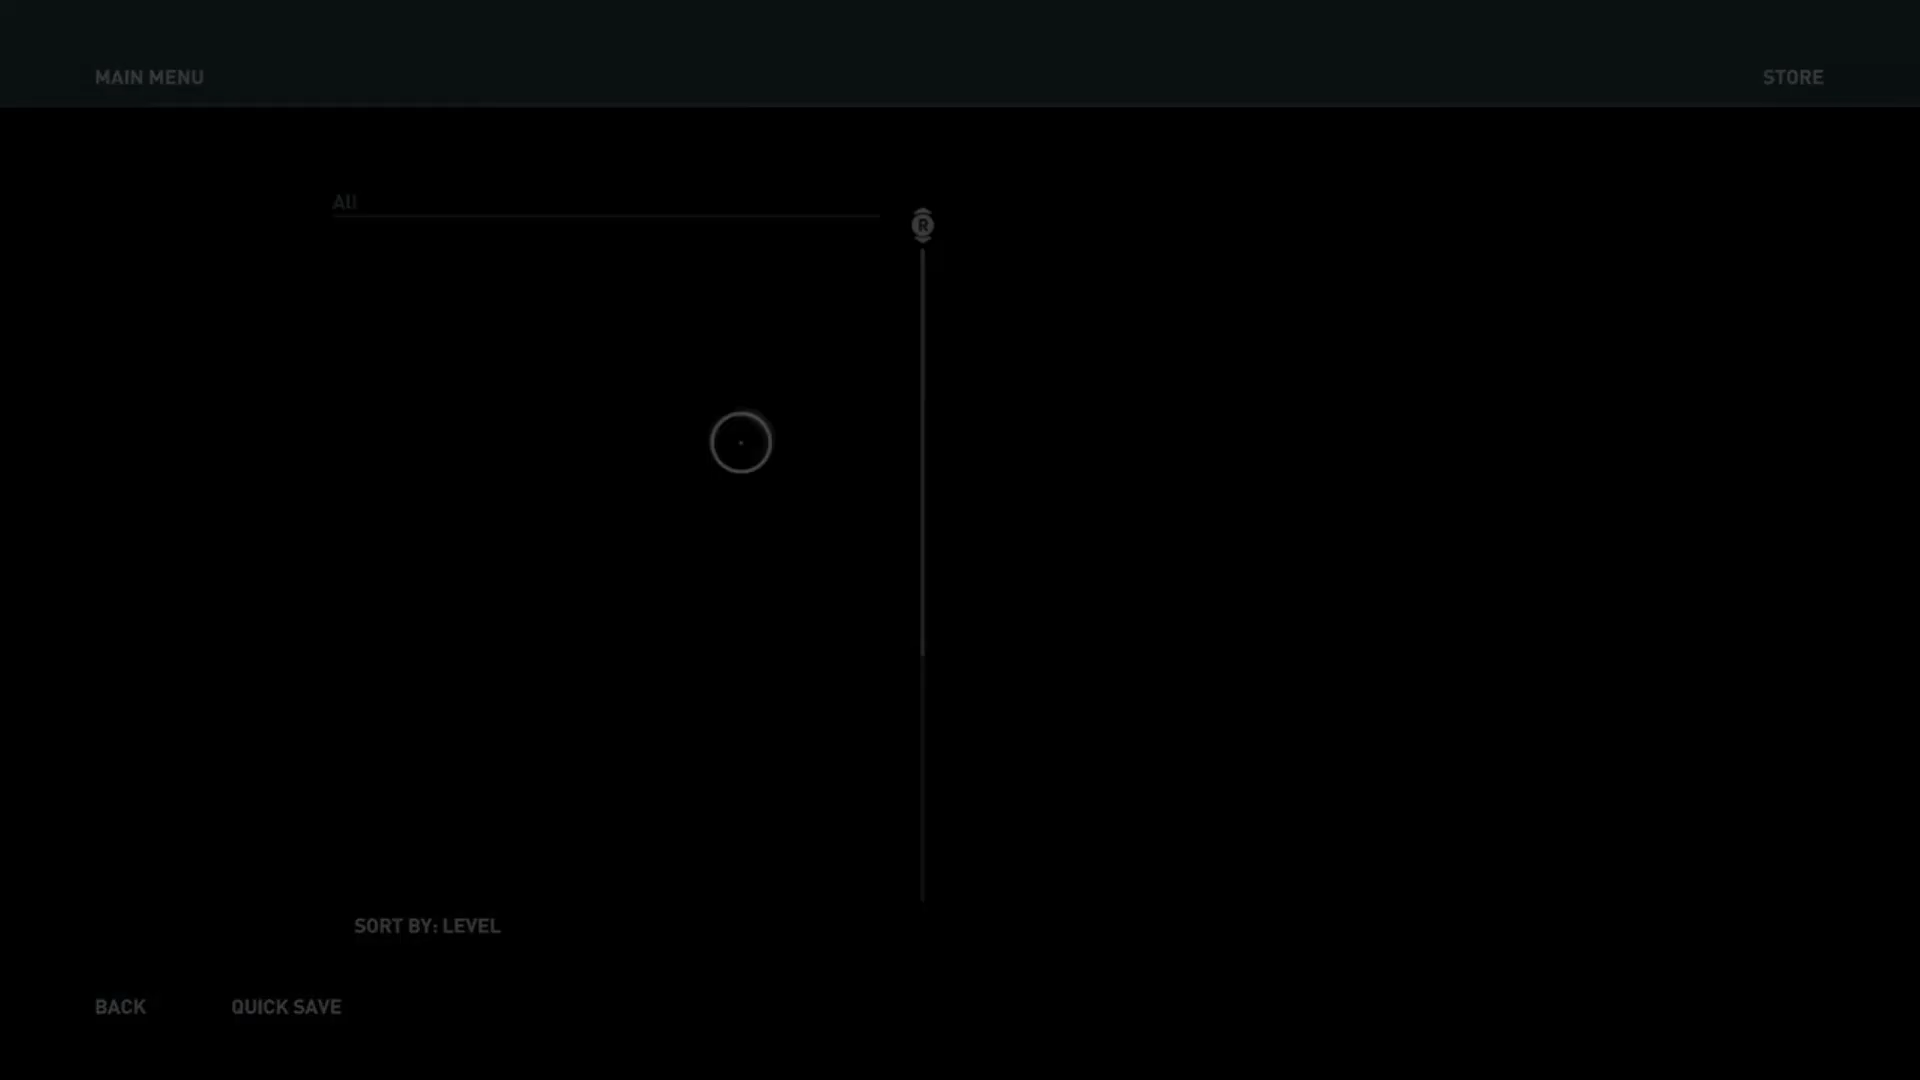 MAIN MENU
STORE
All
R
SORT BY: LEVEL
BACK
QUICK SAVE